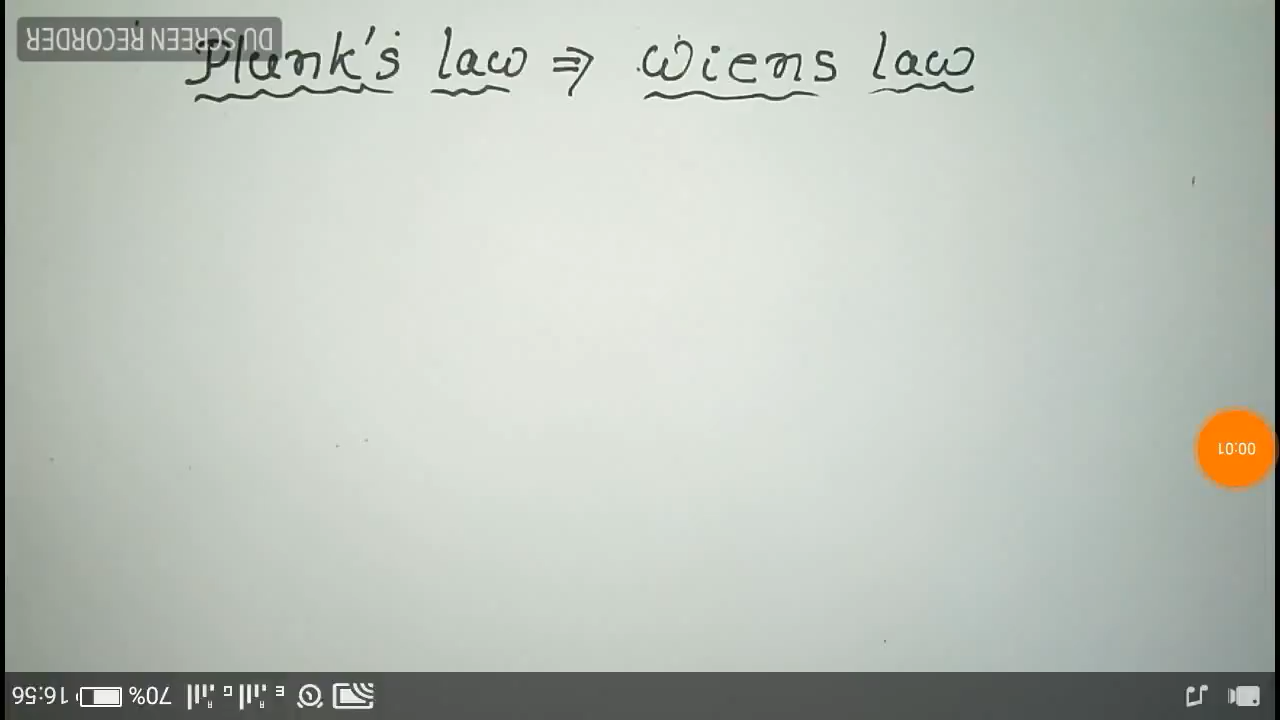 DU SCREEN RECORDER
Plunk's law ⇒ Wiens law
00:01
16:56 70% G E